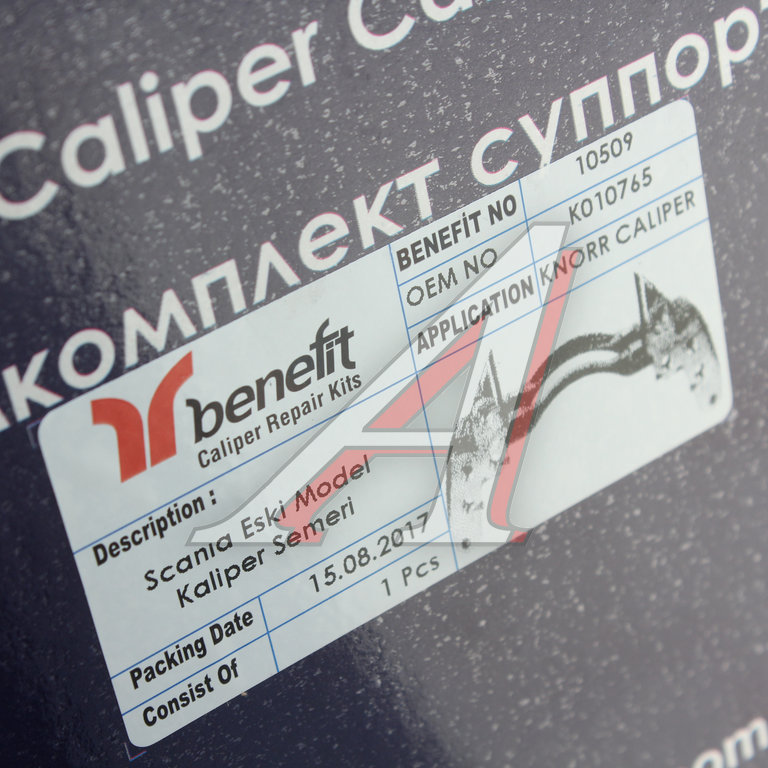 Caliper
комплект суппор
BENEFİT NO 10509
OEM NO K010765
APPLICATION KNORR CALIPER
benefit
Caliper Repair Kits
Description :
Scania Eski Model
Kaliper Semeri
Packing Date 15.08.2017
Consist Of 1 Pcs